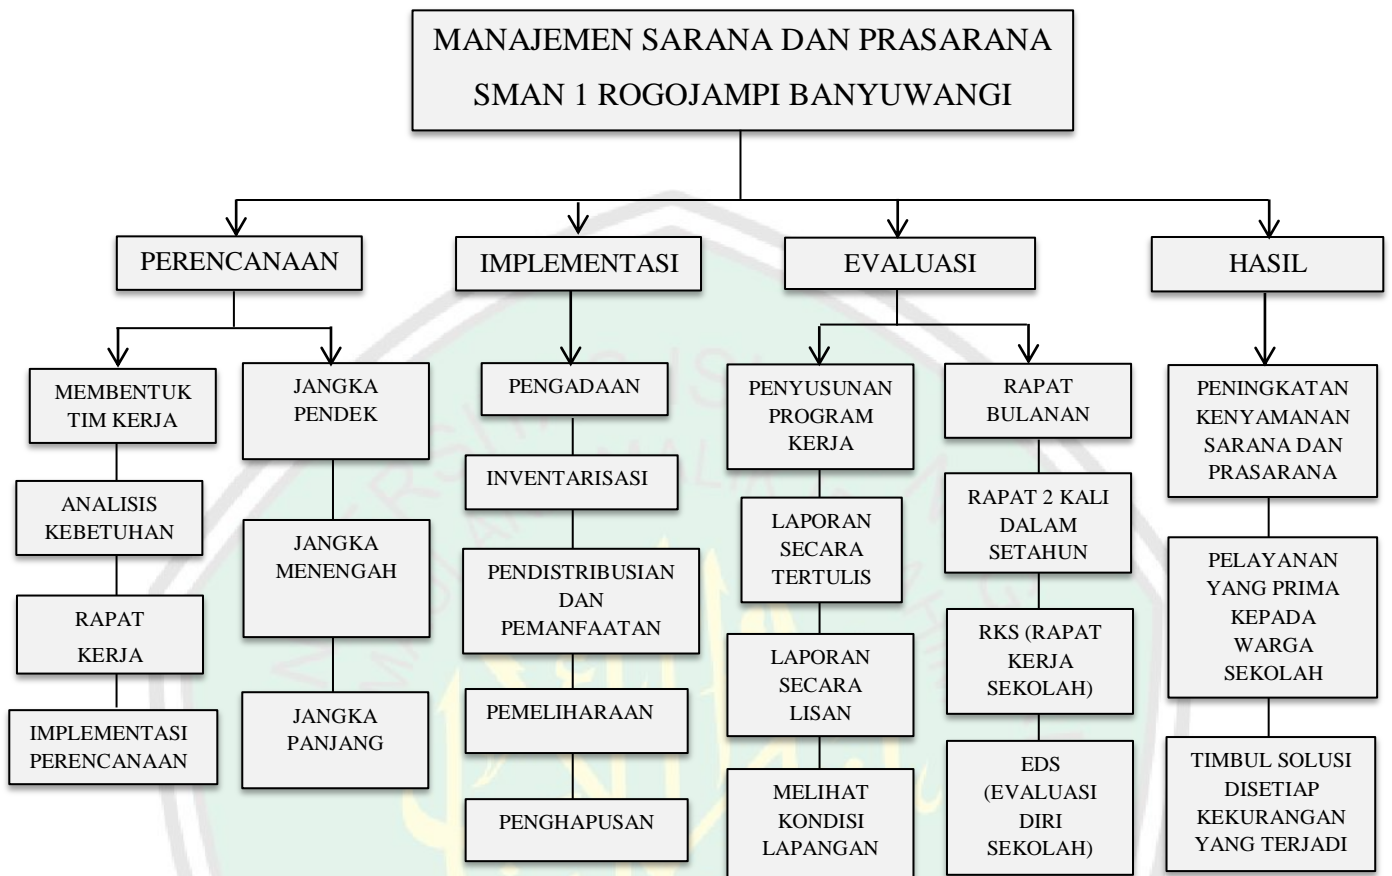 MANAJEMEN SARANA DAN PRASARANA
SMAN 1 ROGOJAMPI BANYUWANGI
PERENCANAAN
IMPLEMENTASI
EVALUASI
HASIL
MEMBENTUK
TIM KERJA
ANALISIS
KEBETUHAN
RAPAT
KERJA
IMPLEMENTASI
PERENCANAAN
JANGKA
PENDEK
JANGKA
MENENGAH
JANGKA
PANJANG
PENGADAAN
INVENTARISASI
PENDISTRIBUSIAN
DAN
PEMANFAATAN
PEMELIHARAAN
PENGHAPUSAN
PENYUSUNAN
PROGRAM
KERJA
LAPORAN
SECARA
TERTULIS
LAPORAN
SECARA
LISAN
MELIHAT
KONDISI
LAPANGAN
RAPAT
BULANAN
RAPAT 2 KALI
DALAM
SETAHUN
RKS (RAPAT
KERJA
SEKOLAH)
EDS
(EVALUASI
DIRI
SEKOLAH)
PENINGKATAN
KENYAMANAN
SARANA DAN
PRASARANA
PELAYANAN
YANG PRIMA
KEPADA
WARGA
SEKOLAH
TIMBUL SOLUSI
DISETIAP
KEKURANGAN
YANG TERJADI